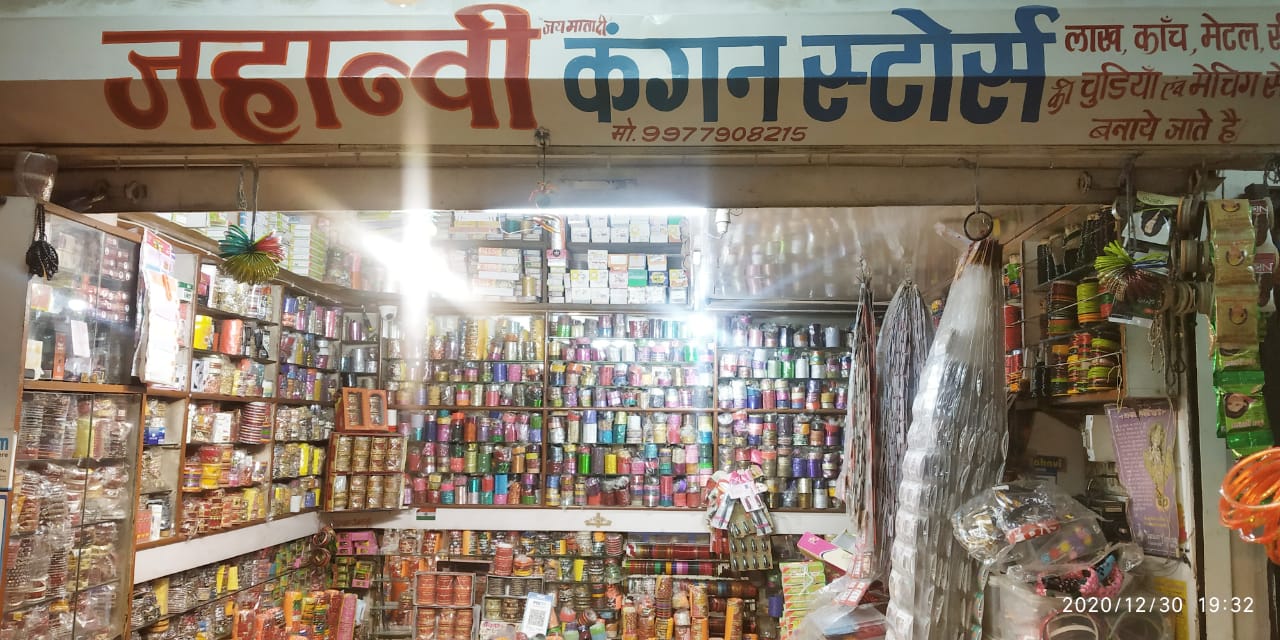 जय माता दी
जहान्वी कंगन स्टोर्स
मो. 9977908215
लाख, काँच, मेटल,
की चुडियाँ एवं मेचिंग
बनाये जाते है
2020/12/30 19:32